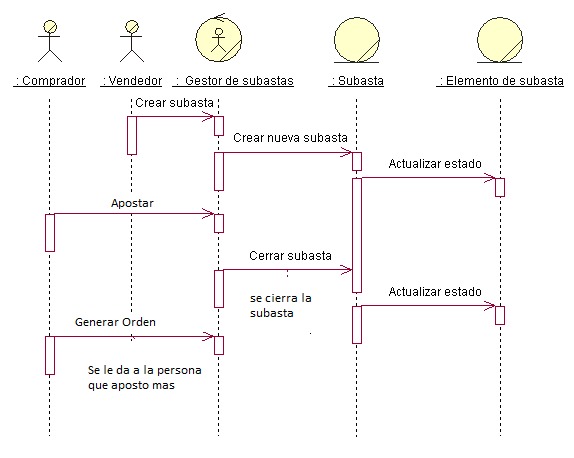 : Comprador
: Vendedor
: Gestor de subastas
: Subasta
: Elemento de subasta
Crear subasta
Crear nueva subasta
Actualizar estado
Apostar
Cerrar subasta
se cierra la
subasta
Actualizar estado
Generar Orden
Se le da a la persona
que aposto mas